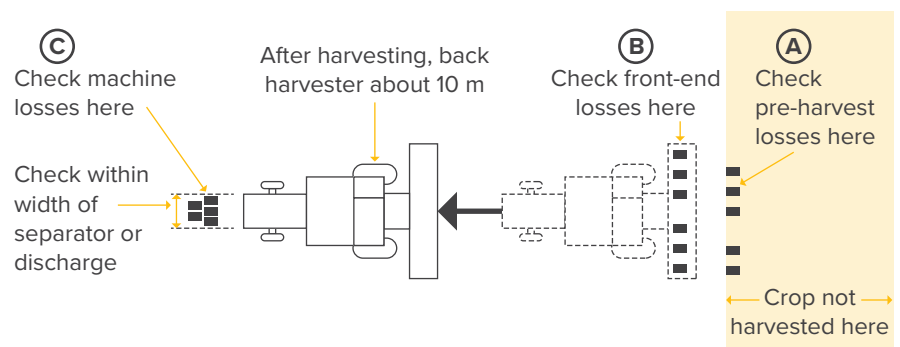 C
Check machine
losses here
Check within
width of
separator or
discharge
After harvesting, back
harvester about 10 m
B
Check front-end
losses here
A
Check
pre-harvest
losses here
Crop not
harvested here